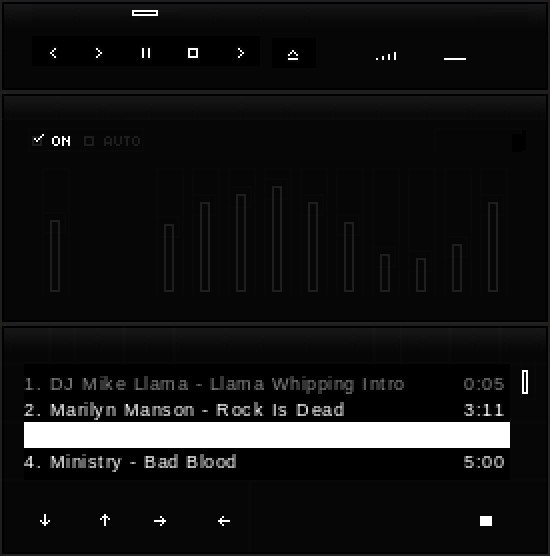 ON AUTO
1. DJ Mike Llama - Llama Whipping Intro 0:05
2. Marilyn Manson - Rock Is Dead 3:11
4. Ministry - Bad Blood 5:00